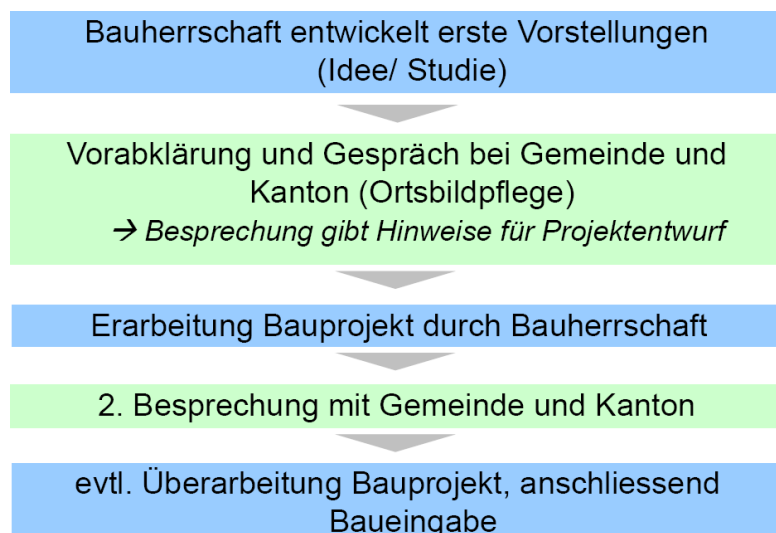 Bauherrschaft entwickelt erste Vorstellungen
(Idee/ Studie)
Vorabklärung und Gespräch bei Gemeinde und
Kanton (Ortsbildpflege)
→ Besprechung gibt Hinweise für Projektentwurf
Erarbeitung Bauprojekt durch Bauherrschaft
2. Besprechung mit Gemeinde und Kanton
evtl. Überarbeitung Bauprojekt, anschliessend
Baueingabe